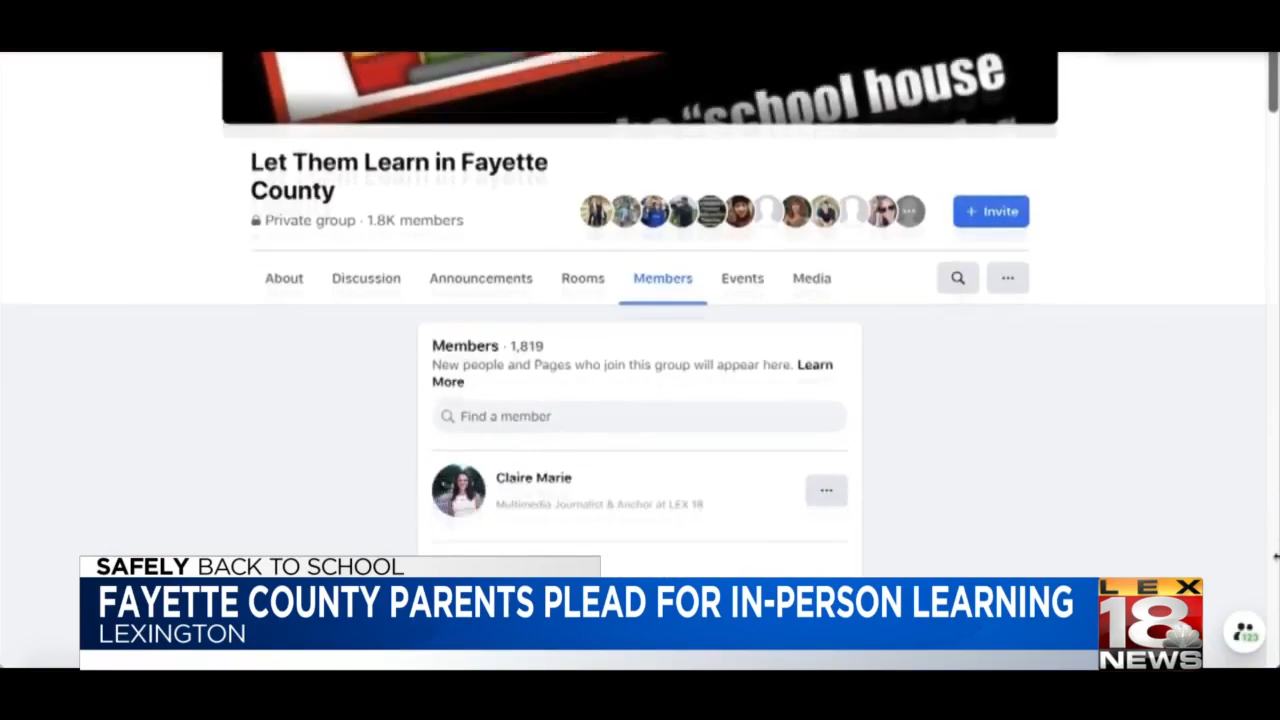 "school house
Let Them Learn in Fayette
County
Private group · 1.8K members
+ Invite
About Discussion Announcements Rooms Members Events Media
Members · 1,819
New people and Pages who join this group will appear here. Learn
More
Find a member
Claire Marie
Multimedia Journalist & Anchor at LEX 18
SAFELY BACK TO SCHOOL
FAYETTE COUNTY PARENTS PLEAD FOR IN-PERSON LEARNING
LEXINGTON
LEX
18
NEWS
123